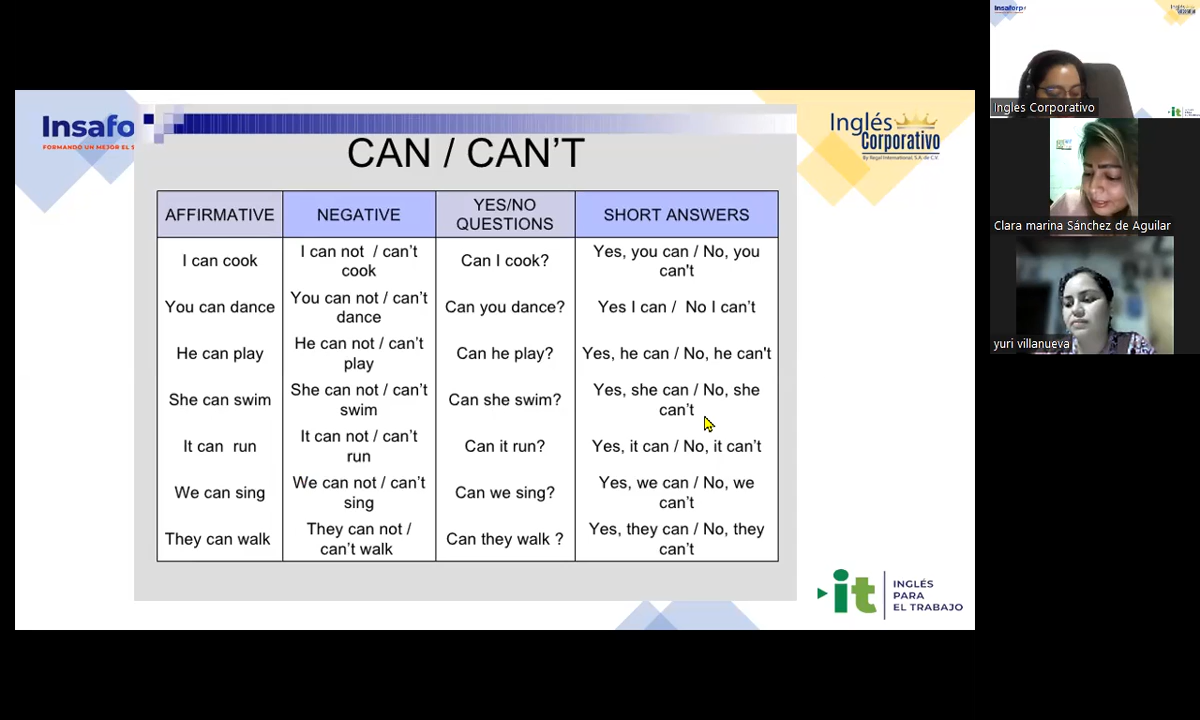 Insafo
FORMANDO UN MEJOR EL S
Inglés
Corporativo
By Regal International, S.A. de C.V.
CAN / CAN'T
AFFIRMATIVE
NEGATIVE
YES/NO
QUESTIONS
SHORT ANSWERS
I can cook
I can not / can't
cook
Can I cook?
Yes, you can / No, you
can't
You can dance
You can not / can't
dance
Can you dance?
Yes I can / No I can't
He can play
He can not / can't
play
Can he play?
Yes, he can / No, he can't
She can swim
She can not / can't
swim
Can she swim?
Yes, she can / No, she
can't
It can run
It can not / can't
run
Can it run?
Yes, it can / No, it can't
We can sing
We can not / can't
sing
Can we sing?
Yes, we can / No, we
can't
They can walk
They can not /
can't walk
Can they walk ?
Yes, they can / No, they
can't
it
INGLÉS
PARA
EL TRABAJO
Insaforp
Ingles Corporativo
it
Clara marina Sánchez de Aguilar
yuri villanueva